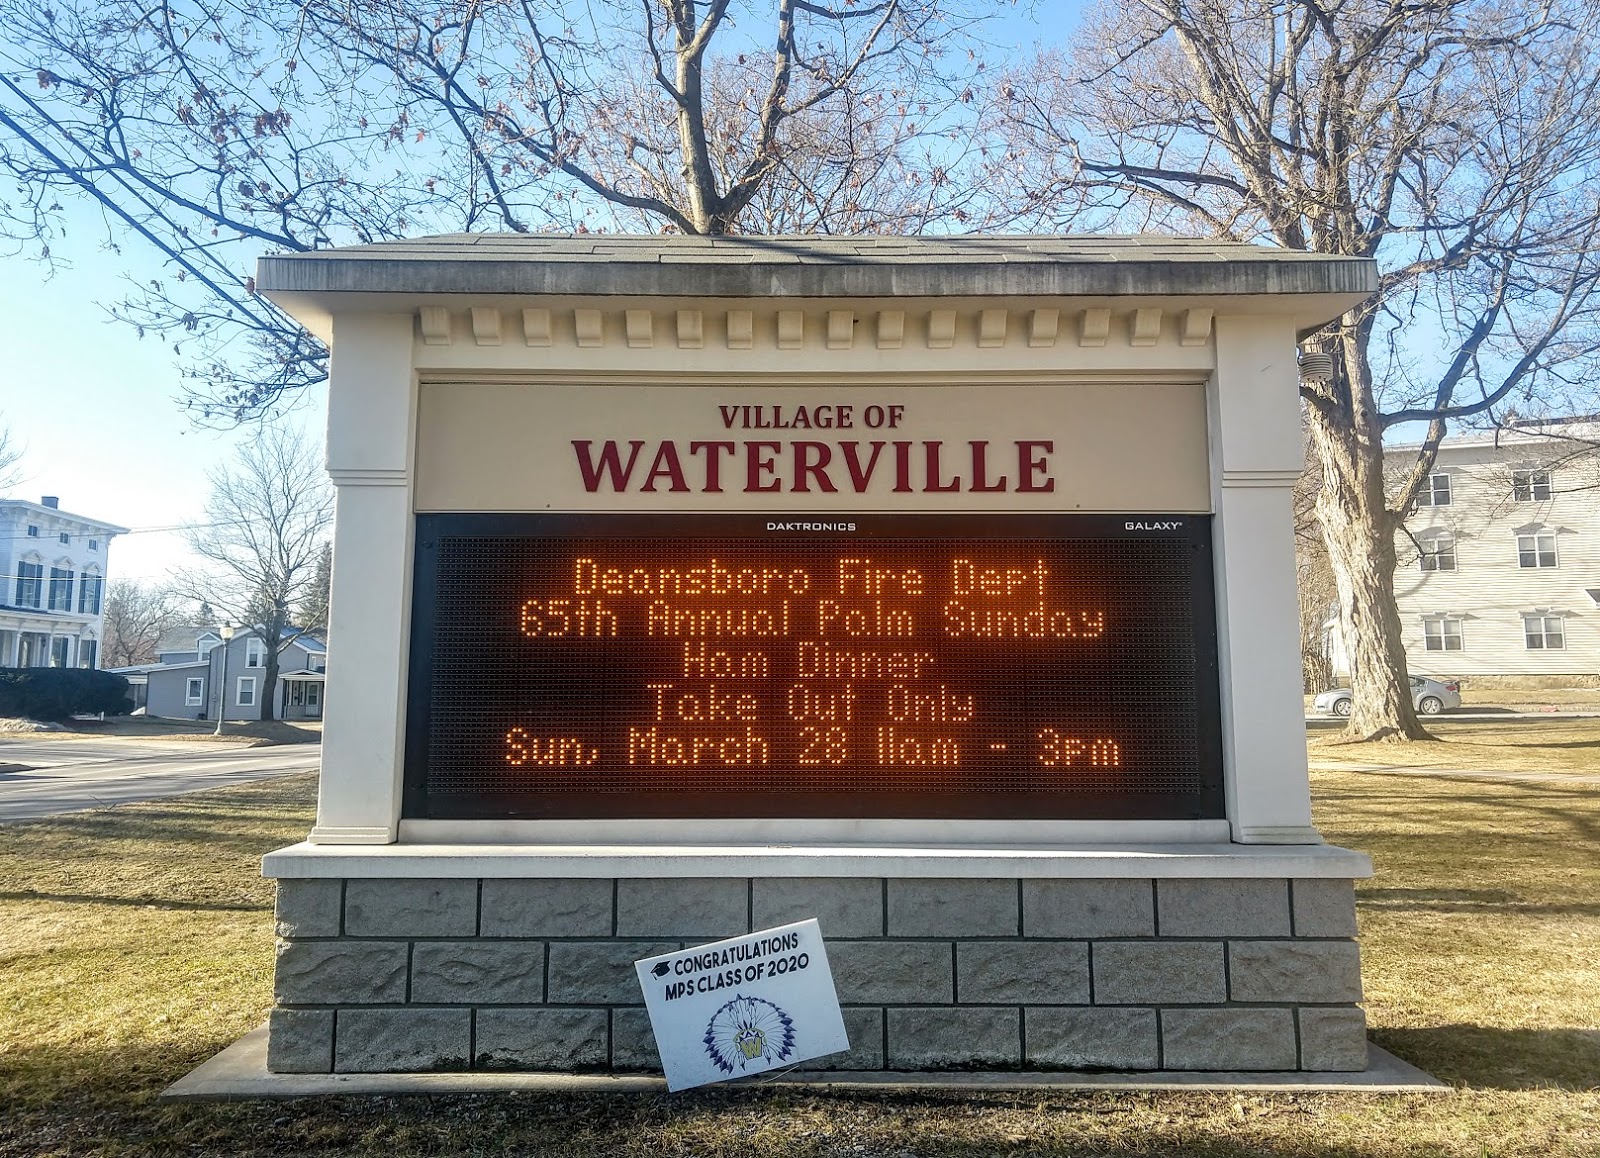 VILLAGE OF
WATERVILLE
DAKTRONICS GALAXY®
Deansboro Fire Dept
65th Annual Palm Sunday
Ham Dinner
Take Out Only
Sun, March 28 11am - 3pm
CONGRATULATIONS
MPS CLASS OF 2020
W